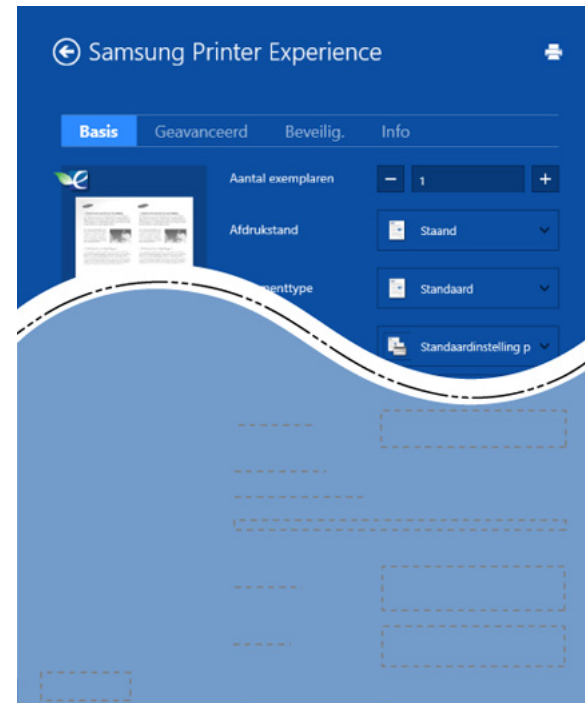 Samsung Printer Experience
Basis Geavanceerd Beveilig. Info
Aantal exemplaren 1
Afdrukstand Staand
Standaard
Standaardinstelling p